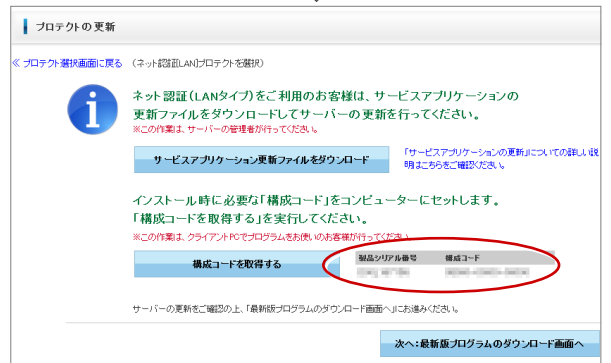 プロテクトの更新
≪ プロテクト選択画面に戻る (ネット認証[LAN]プロテクトを選択)
ネット認証(LANタイプ)をご利用のお客様は、サービスアプリケーションの
更新ファイルをダウンロードしてサーバーの更新を行ってください。
※この作業は、サーバーの管理者が行ってください。
サービスアプリケーション更新ファイルをダウンロード
「サービスアプリケーションの更新」についての詳しい説
明はこちらをご確認ください。
インストール時に必要な「構成コード」をコンピューターにセットします。
「構成コードを取得する」を実行してください。
※この作業は、クライアントPCでプログラムをお使いのお客様が行ってください。
構成コードを取得する
製品シリアル番号 構成コード
サーバーの更新をご確認の上、「最新版プログラムのダウンロード画面へ」にお進みください。
次へ:最新版プログラムのダウンロード画面へ